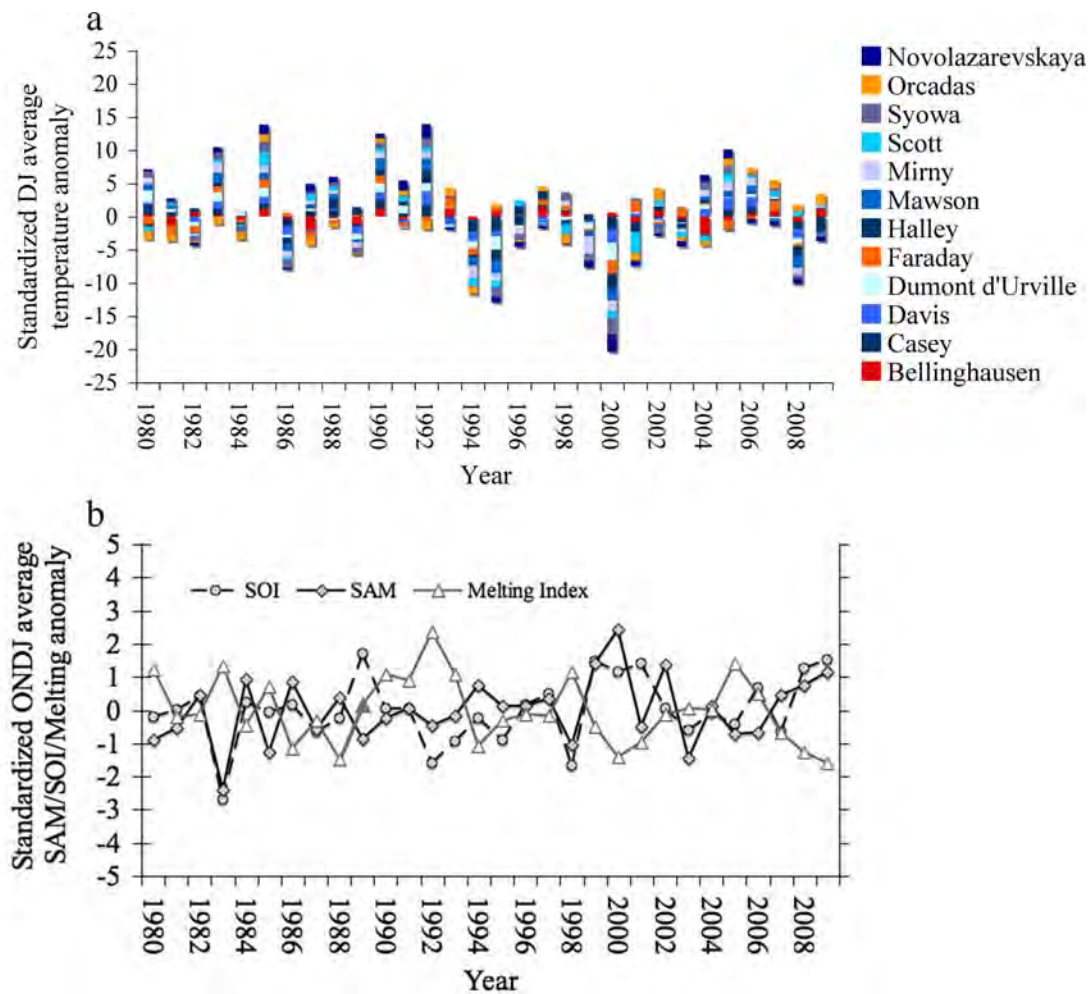 a
Standardized DJ average
temperature anomaly
25
20
15
10
5
0
-5
-10
-15
-20
-25
1980
1982
1984
1986
1988
1990
1992
1994
1996
1998
2000
2002
2004
2006
2008
Year
Novolazarevskaya
Orcadas
Syowa
Scott
Mirny
Mawson
Halley
Faraday
Dumont d'Urville
Davis
Casey
Bellinghausen
b
Standardized ONDJ average
SAM/SOI/Melting anomaly
5
4
3
2
1
0
-1
-2
-3
-4
-5
SOI SAM Melting Index
1980
1982
1984
1986
1988
1990
1992
1994
1996
1998
2000
2002
2004
2006
2008
Year